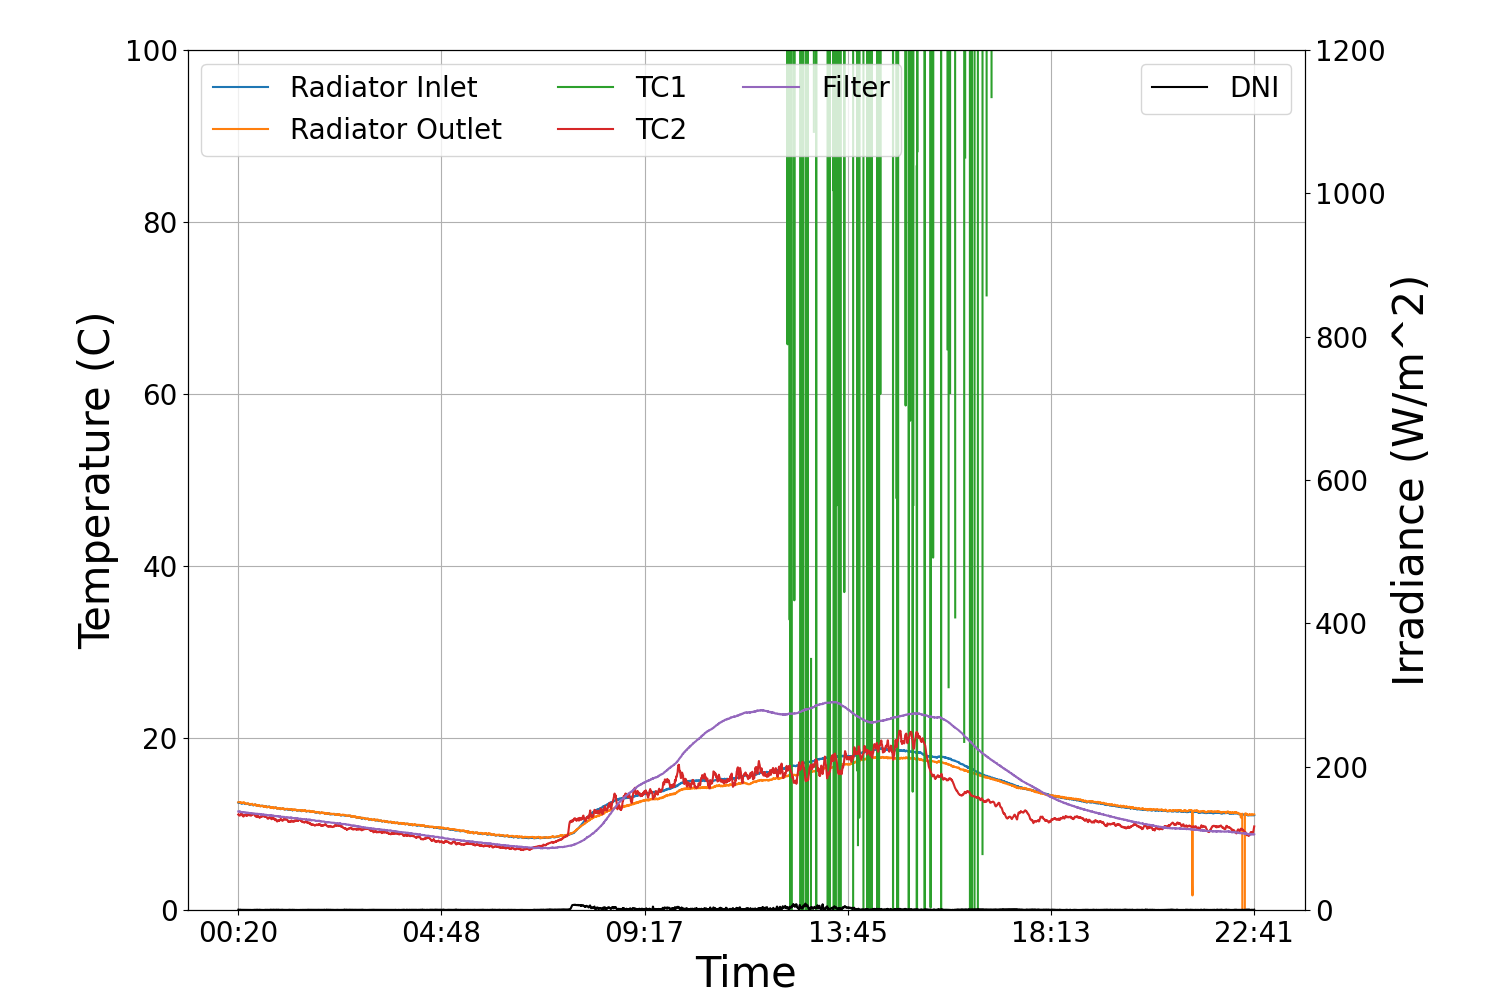 100
80
60
40
20
0
Temperature (C)
Radiator Inlet
Radiator Outlet
TC1
TC2
Filter
DNI
1200
1000
800
600
400
200
0
Irradiance (W/m^2)
00:20 04:48 09:17 13:45 18:13 22:41
Time